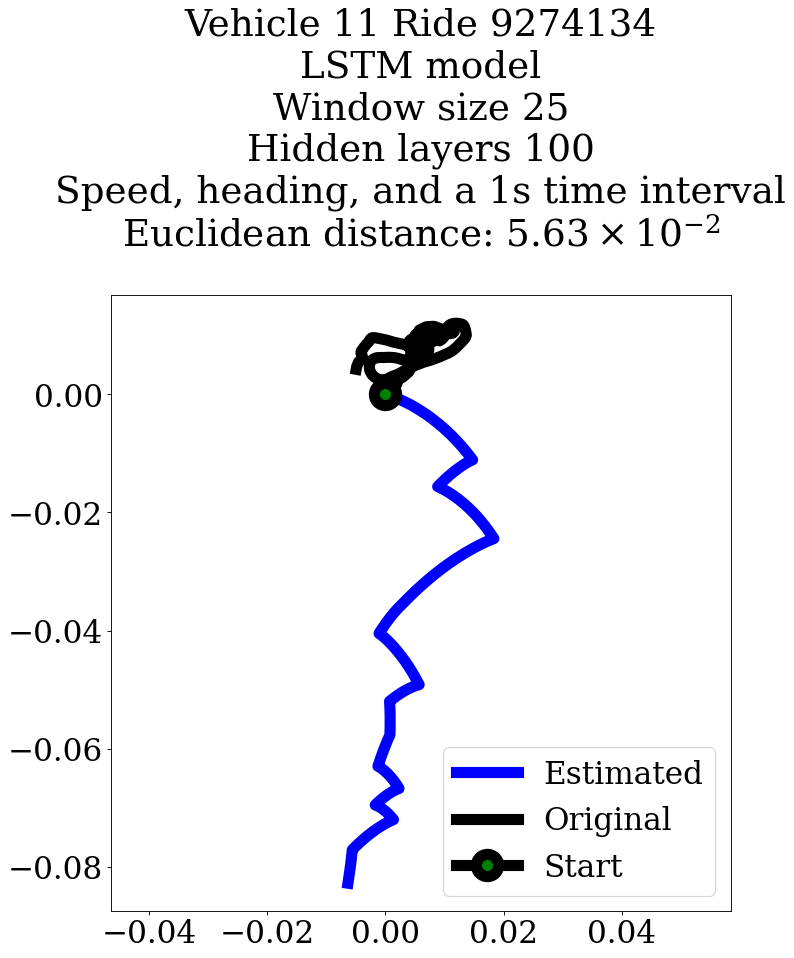 Vehicle 11 Ride 9274134
LSTM model
Window size 25
Hidden layers 100
Speed, heading, and a 1s time interval
Euclidean distance: 5.63 × 10⁻²
0.00
−0.02
−0.04
−0.06
−0.08
Estimated
Original
Start
−0.04 −0.02 0.00 0.02 0.04